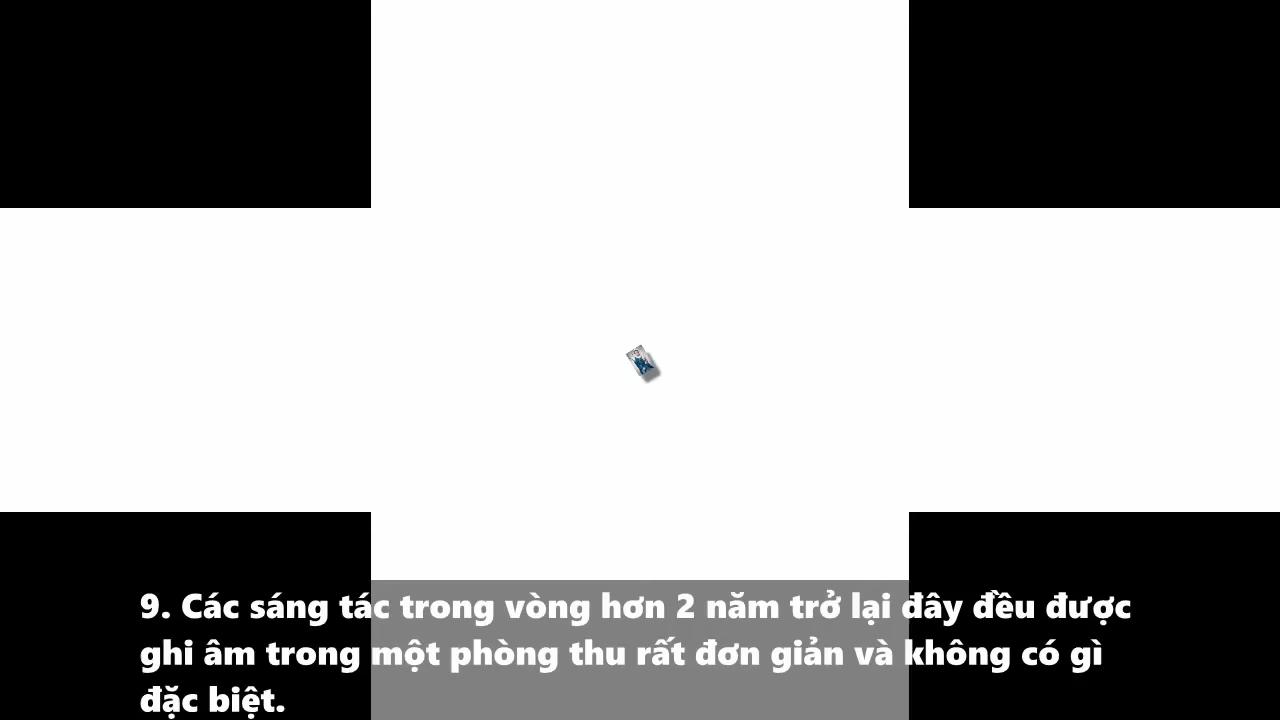 9. Các sáng tác trong vòng hơn 2 năm trở lại đây đều được
ghi âm trong một phòng thu rất đơn giản và không có gì
đặc biệt.